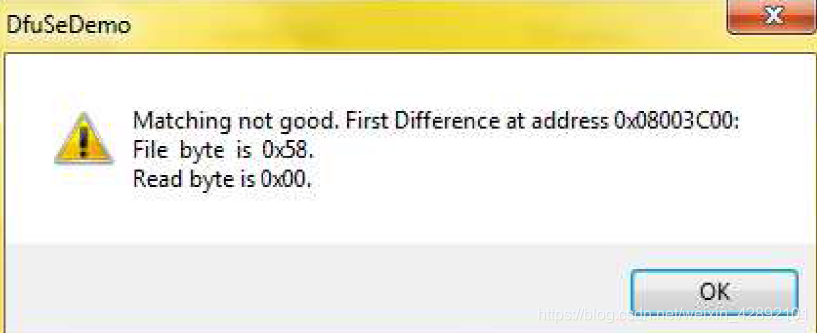 DfuSeDemo
Matching not good. First Difference at address 0x08003C00:
File byte is 0x58.
Read byte is 0x00.
OK
https://blog.csdn.net/weixin_42892101